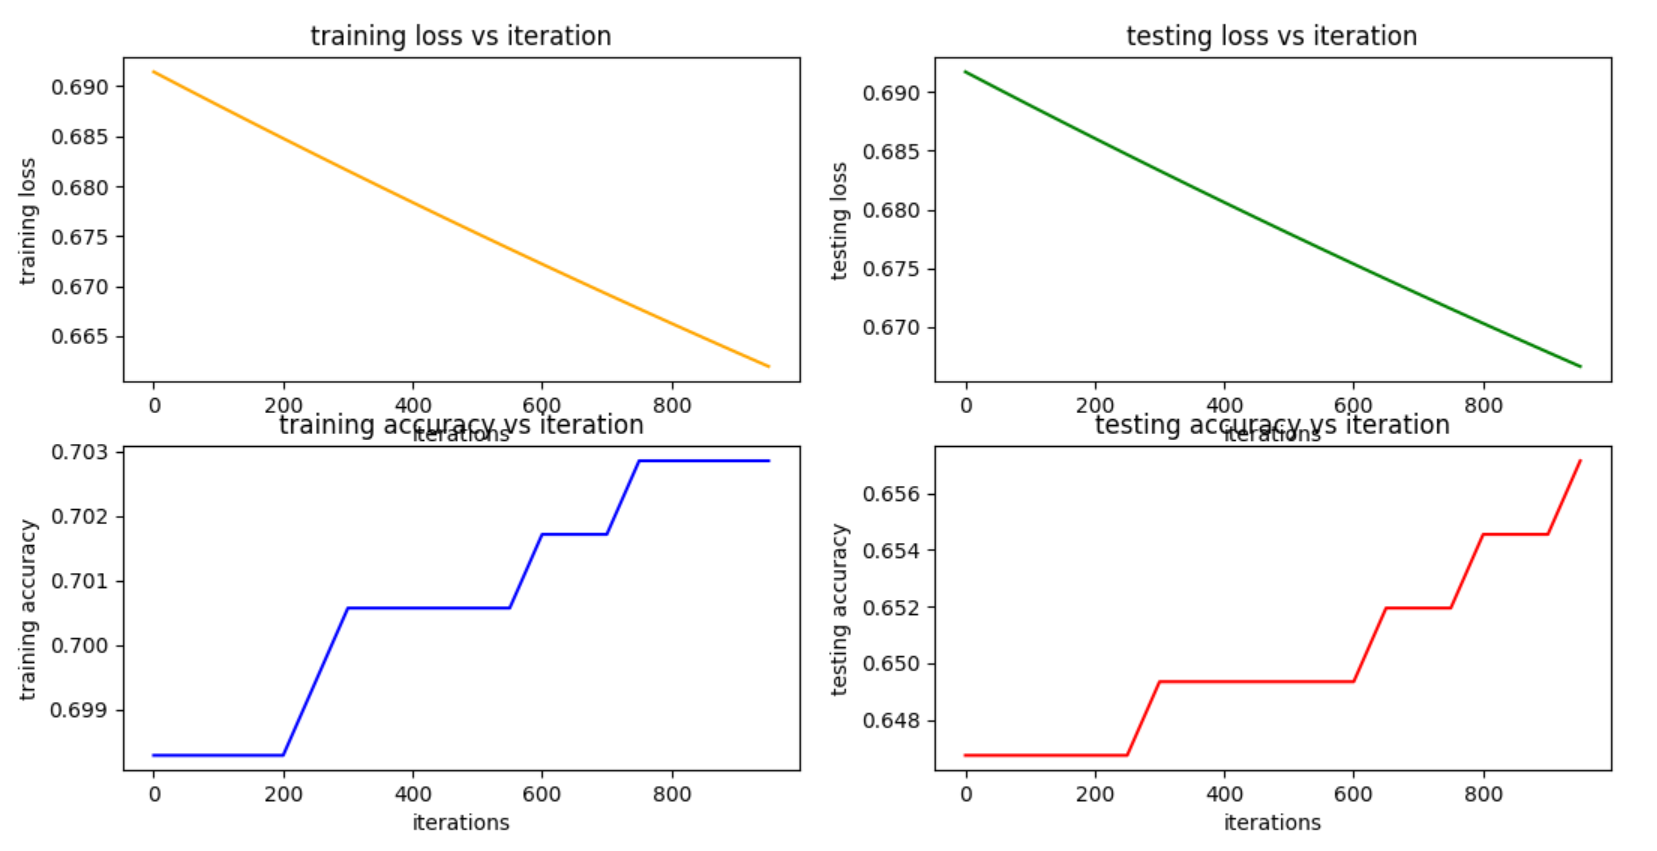 training loss vs iteration
training loss
0.690
0.685
0.680
0.675
0.670
0.665
0 200 400 600 800
iterations
testing loss vs iteration
testing loss
0.690
0.685
0.680
0.675
0.670
0 200 400 600 800
iterations
training accuracy vs iteration
training accuracy
0.703
0.702
0.701
0.700
0.699
0 200 400 600 800
iterations
testing accuracy vs iteration
testing accuracy
0.656
0.654
0.652
0.650
0.648
0 200 400 600 800
iterations